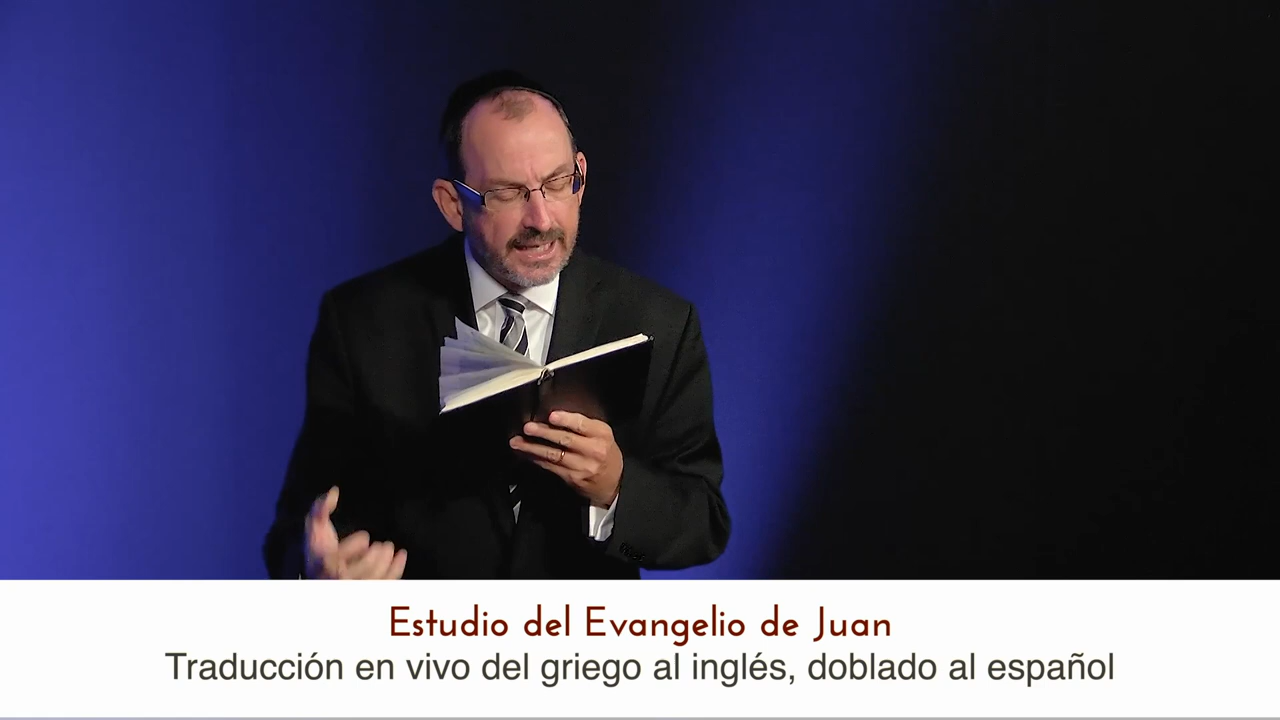 Estudio del Evangelio de Juan
Traducción en vivo del griego al inglés, doblado al español